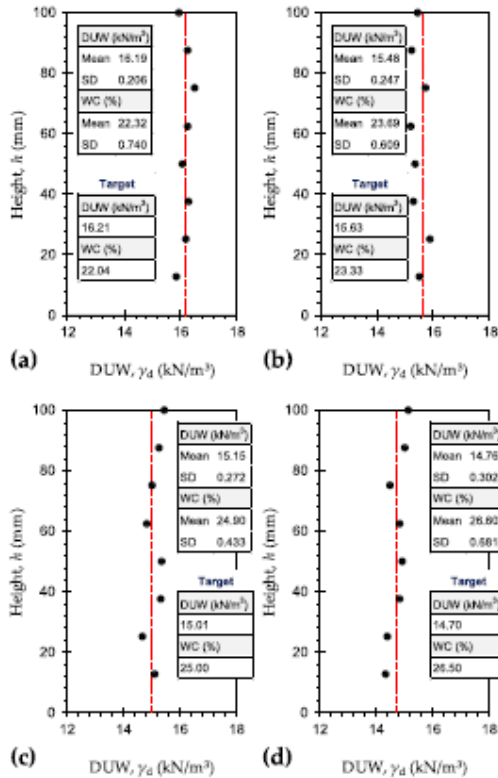 100
80
60
40
20
0
Height, h (mm)
DUW (kN/m³)
Mean 16.19
SD 0.206
WC (%)
Mean 22.32
SD 0.740
Target
DUW (kN/m³)
16.21
WC (%)
22.04
12 14 16 18
(a)
DUW, γd (kN/m³)
100
80
60
40
20
0
Height, h (mm)
DUW (kN/m³)
Mean 15.48
SD 0.247
WC (%)
Mean 23.69
SD 0.609
Target
DUW (kN/m³)
15.63
WC (%)
23.33
12 14 16 18
(b)
DUW, γd (kN/m³)
100
80
60
40
20
0
Height, h (mm)
DUW (kN/m³)
Mean 15.15
SD 0.272
WC (%)
Mean 24.90
SD 0.433
Target
DUW (kN/m³)
15.01
WC (%)
25.00
12 14 16 18
(c)
DUW, γd (kN/m³)
100
80
60
40
20
0
Height, h (mm)
DUW (kN/m³)
Mean 14.76
SD 0.302
WC (%)
Mean 26.60
SD 0.681
Target
DUW (kN/m³)
14.70
WC (%)
26.50
12 14 16 18
(d)
DUW, γd (kN/m³)